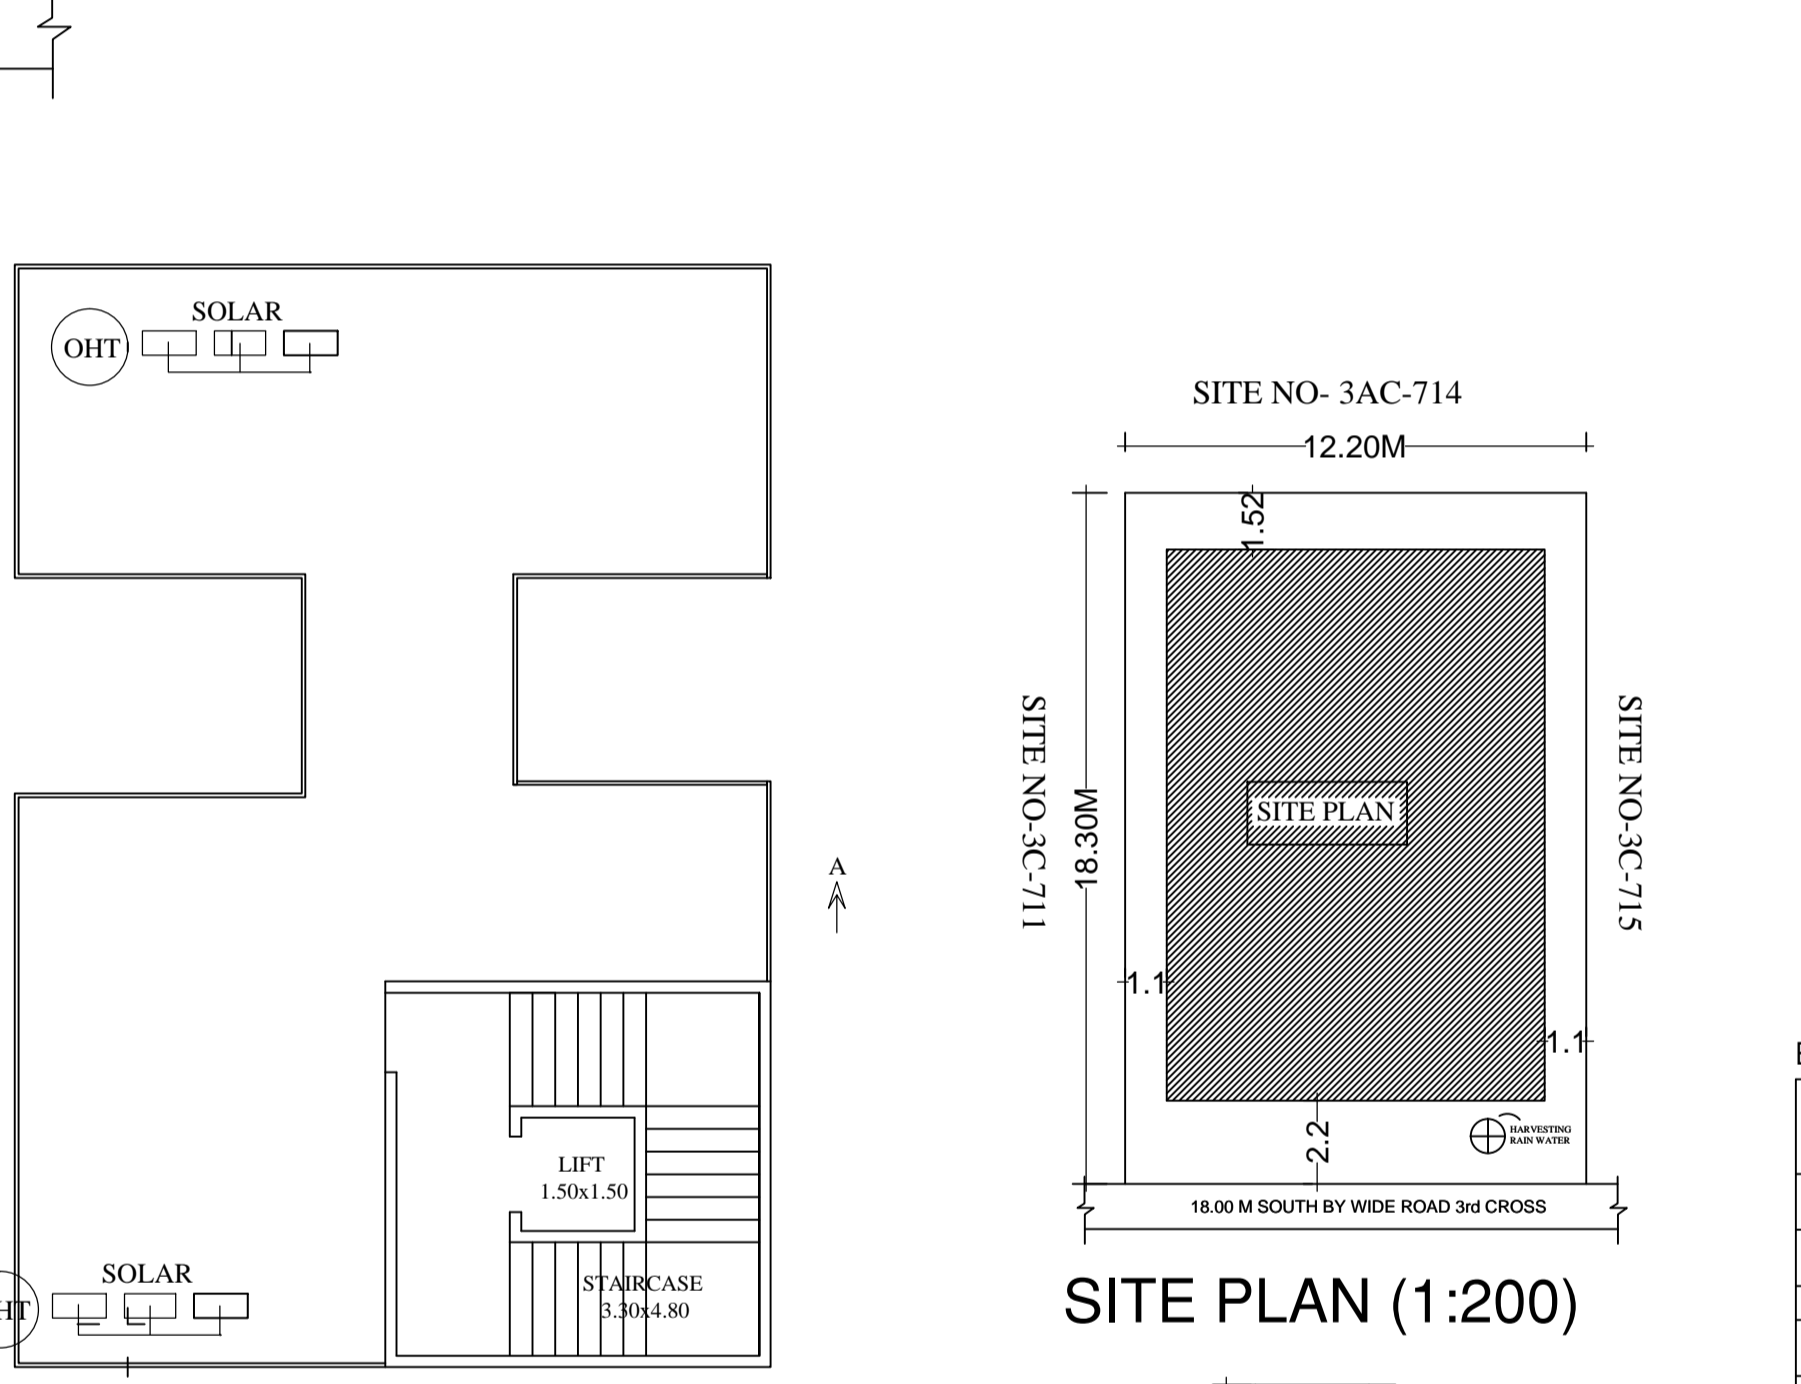 SOLAR
OHT
SITE NO- 3AC-714
12.20M
1.52
SITE NO-3C-711
18.30M
SITE PLAN
SITE NO-3C-715
A
1.1
1.1
2.2
HARVESTING
RAIN WATER
LIFT
1.50x1.50
18.00 M SOUTH BY WIDE ROAD 3rd CROSS
SOLAR
HT
STAIRCASE
3.30x4.80
SITE PLAN (1:200)